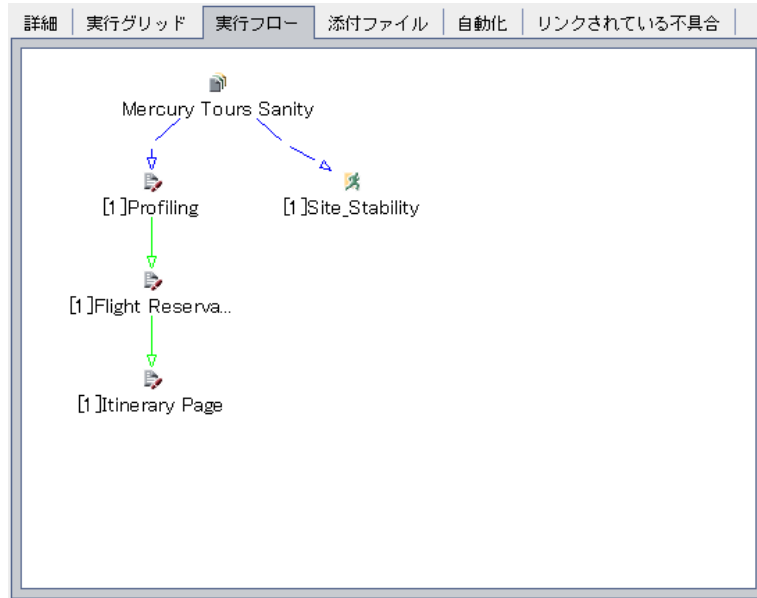 詳細 実行グリッド 実行フロー 添付ファイル 自動化 リンクされている不具合
Mercury Tours Sanity
[1]Profiling [1]Site_Stability
[1]Flight Reserva...
[1]Itinerary Page